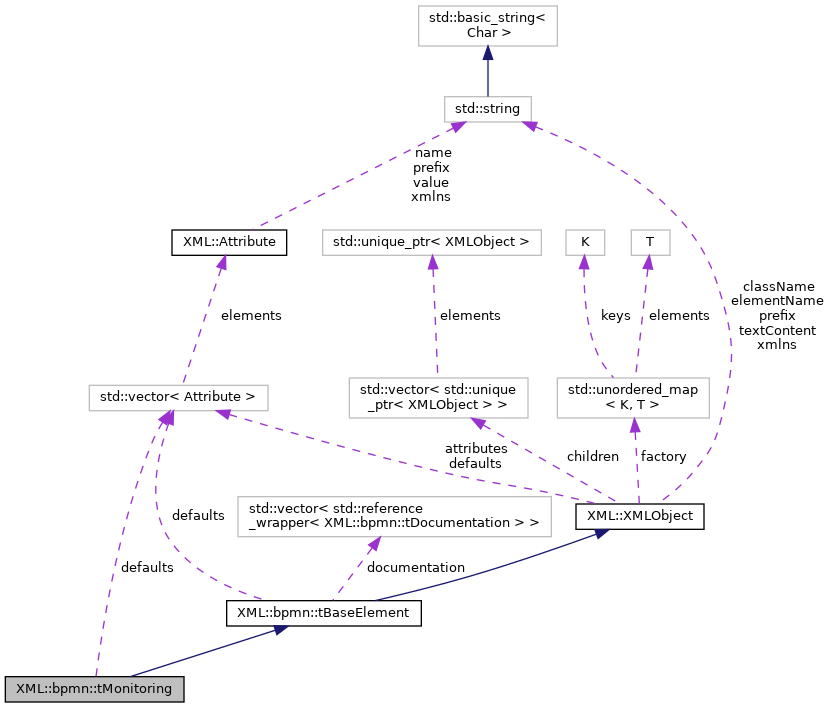 std::basic_string<
Char >
std::string
name
prefix
value
xmlns
XML::Attribute
std::unique_ptr< XMLObject >
K
T
className
elementName
prefix
textContent
xmlns
elements
elements
keys
elements
std::vector< Attribute >
std::vector< std::unique
_ptr< XMLObject > >
std::unordered_map
< K, T >
attributes
defaults
children
factory
defaults
std::vector< std::reference
_wrapper< XML::bpmn::tDocumentation > >
XML::XMLObject
defaults
documentation
XML::bpmn::tBaseElement
XML::bpmn::tMonitoring